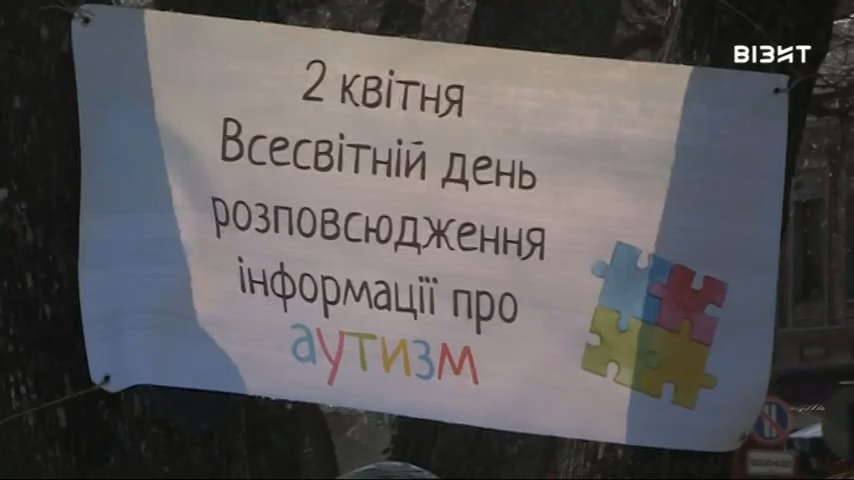 ВІЗИТ
2 квітня
Всесвітній день
розповсюдження
інформації про
аутизм